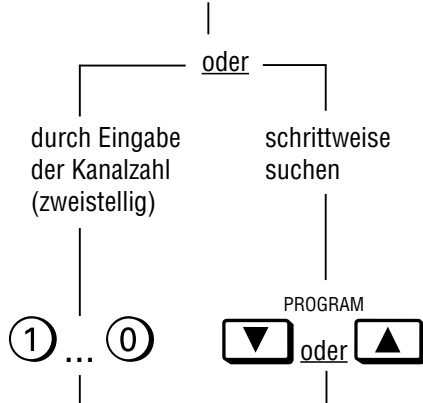 oder
durch Eingabe
der Kanalzahl
(zweistellig)
schrittweise
suchen
1 ... 0
PROGRAM
▼ oder ▲